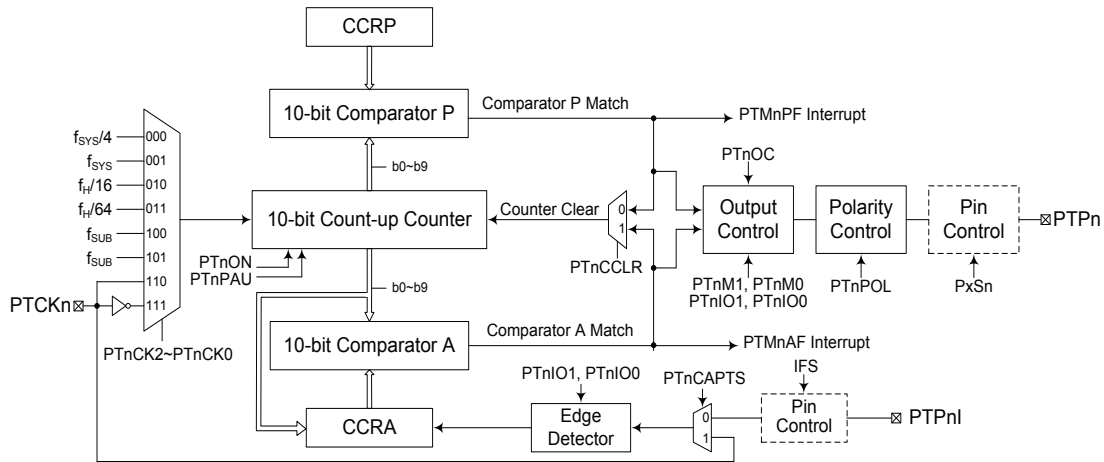 CCRP
10-bit Comparator P
Comparator P Match
PTMnPF Interrupt
b0~b9
PTnOC
fSYS/4
000
fSYS
001
fH/16
010
fH/64
011
fSUB
100
fSUB
101
110
111
10-bit Count-up Counter
Counter Clear
0
1
Output
Control
Polarity
Control
Pin
Control
PTPn
PTnON
PTnPAU
PTnCCLR
PTnM1, PTnM0
PTnIO1, PTnIO0
PTnPOL
PxSn
PTCKn
b0~b9
PTnCK2~PTnCK0
10-bit Comparator A
Comparator A Match
PTMnAF Interrupt
PTnIO1, PTnIO0
PTnCAPTS
IFS
CCRA
Edge
Detector
0
1
Pin
Control
PTPnI